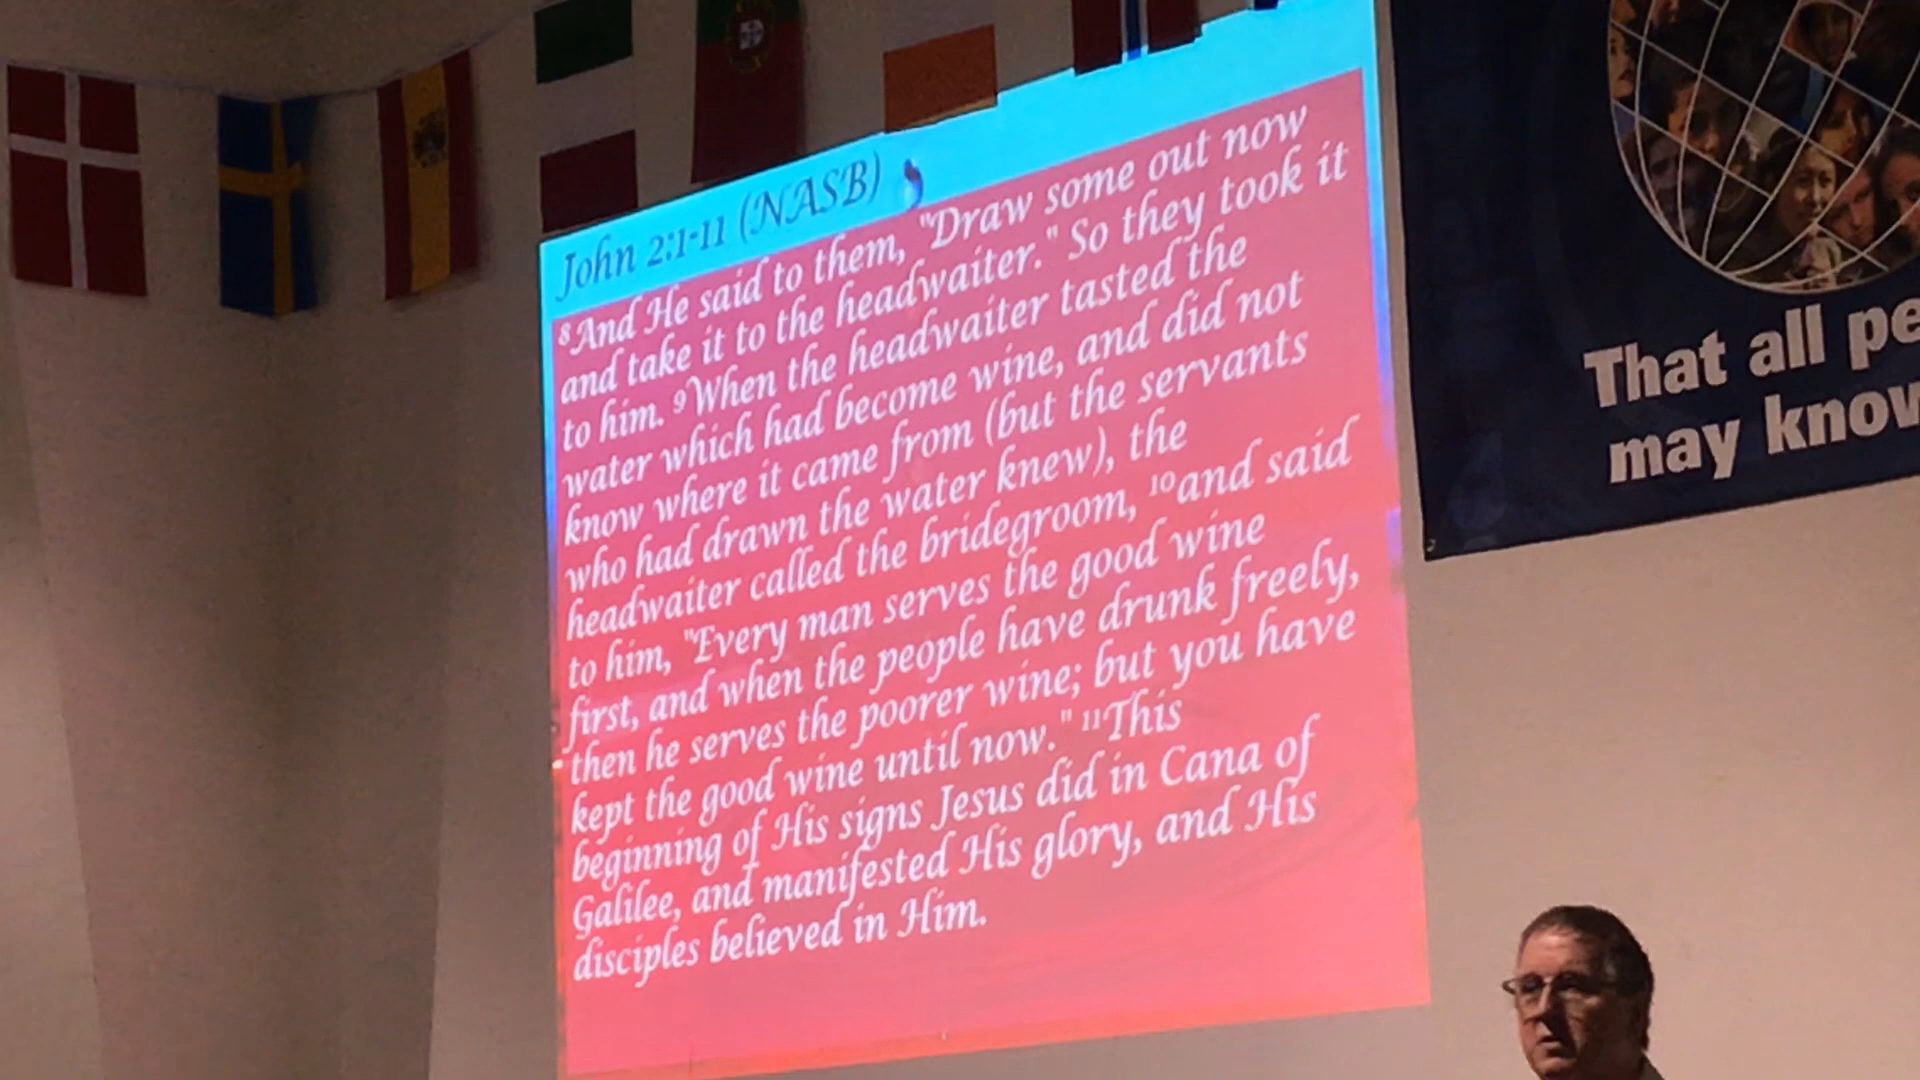 John 2:1-11 (NASB)
⁸And He said to them, "Draw some out now
and take it to the headwaiter." So they took it
to him. ⁹When the headwaiter tasted the
water which had become wine, and did not
know where it came from (but the servants
who had drawn the water knew), the
headwaiter called the bridegroom, ¹⁰and said
to him, "Every man serves the good wine
first, and when the people have drunk freely,
then he serves the poorer wine; but you have
kept the good wine until now." ¹¹This
beginning of His signs Jesus did in Cana of
Galilee, and manifested His glory, and His
disciples believed in Him.
That all pe
may know